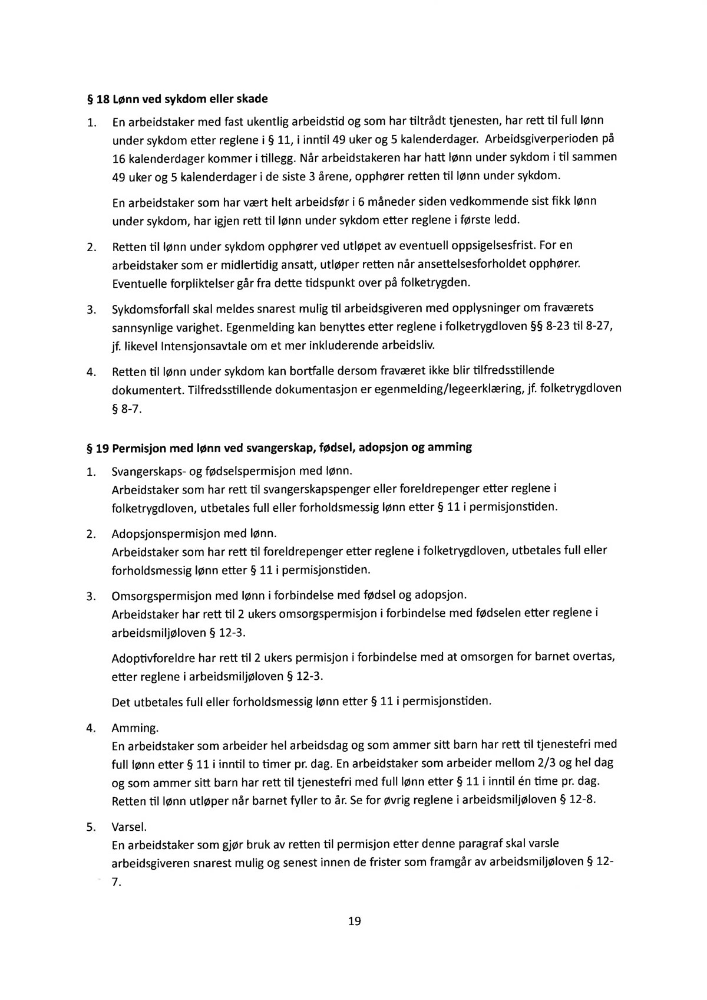 § 18 Lønn ved sykdom eller skade
1. En arbeidstaker med fast ukentlig arbeidstid og som har tiltrådt tjenesten, har rett til full lønn
under sykdom etter reglene i § 11, i inntil 49 uker og 5 kalenderdager. Arbeidsgiverperioden på
16 kalenderdager kommer i tillegg. Når arbeidstakeren har hatt lønn under sykdom i til sammen
49 uker og 5 kalenderdager i de siste 3 årene, opphører retten til lønn under sykdom.
En arbeidstaker som har vært helt arbeidsfør i 6 måneder siden vedkommende sist fikk lønn
under sykdom, har igjen rett til lønn under sykdom etter reglene i første ledd.
2. Retten til lønn under sykdom opphører ved utløpet av eventuell oppsigelsesfrist. For en
arbeidstaker som er midlertidig ansatt, utløper retten når ansettelsesforholdet opphører.
Eventuelle forpliktelser går fra dette tidspunkt over på folketrygden.
3. Sykdomsforfall skal meldes snarest mulig til arbeidsgiveren med opplysninger om fraværets
sannsynlige varighet. Egenmelding kan benyttes etter reglene i folketrygdloven §§ 8-23 til 8-27,
jf. likevel Intensjonsavtale om et mer inkluderende arbeidsliv.
4. Retten til lønn under sykdom kan bortfalle dersom fraværet ikke blir tilfredsstillende
dokumentert. Tilfredsstillende dokumentasjon er egenmelding/legeerklæring, jf. folketrygdloven
§ 8-7.
§ 19 Permisjon med lønn ved svangerskap, fødsel, adopsjon og amming
1. Svangerskaps- og fødselspermisjon med lønn.
Arbeidstaker som har rett til svangerskapspenger eller foreldrepenger etter reglene i
folketrygdloven, utbetales full eller forholdsmessig lønn etter § 11 i permisjonstiden.
2. Adopsjonspermisjon med lønn.
Arbeidstaker som har rett til foreldrepenger etter reglene i folketrygdloven, utbetales full eller
forholdsmessig lønn etter § 11 i permisjonstiden.
3. Omsorgspermisjon med lønn i forbindelse med fødsel og adopsjon.
Arbeidstaker har rett til 2 ukers omsorgspermisjon i forbindelse med fødselen etter reglene i
arbeidsmiljøloven § 12-3.
Adoptivforeldre har rett til 2 ukers permisjon i forbindelse med at omsorgen for barnet overtas,
etter reglene i arbeidsmiljøloven § 12-3.
Det utbetales full eller forholdsmessig lønn etter § 11 i permisjonstiden.
4. Amming.
En arbeidstaker som arbeider hel arbeidsdag og som ammer sitt barn har rett til tjenestefri med
full lønn etter § 11 i inntil to timer pr. dag. En arbeidstaker som arbeider mellom 2/3 og hel dag
og som ammer sitt barn har rett til tjenestefri med full lønn etter § 11 i inntil én time pr. dag.
Retten til lønn utløper når barnet fyller to år. Se for øvrig reglene i arbeidsmiljøloven § 12-8.
5. Varsel.
En arbeidstaker som gjør bruk av retten til permisjon etter denne paragraf skal varsle
arbeidsgiveren snarest mulig og senest innen de frister som framgår av arbeidsmiljøloven § 12-
7.
19